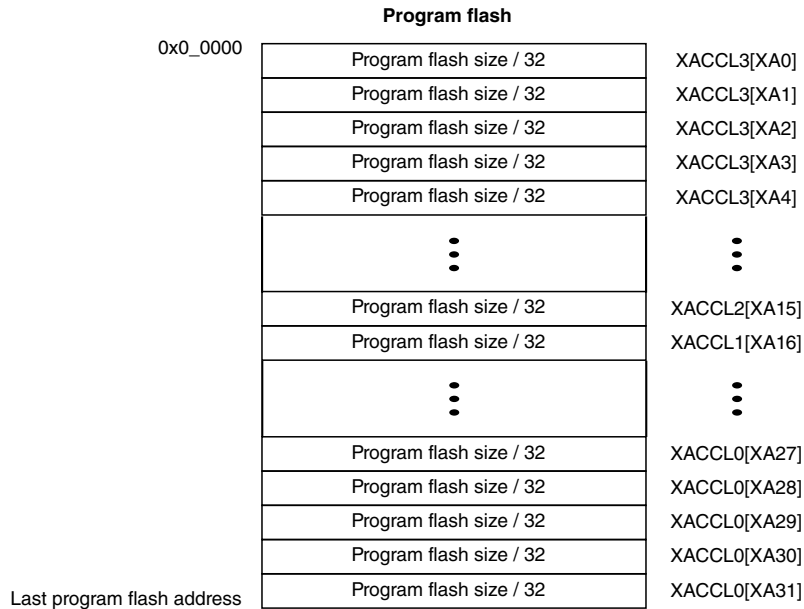 Program flash
0x0_0000
Program flash size / 32 XACCL3[XA0]
Program flash size / 32 XACCL3[XA1]
Program flash size / 32 XACCL3[XA2]
Program flash size / 32 XACCL3[XA3]
Program flash size / 32 XACCL3[XA4]
Program flash size / 32 XACCL2[XA15]
Program flash size / 32 XACCL1[XA16]
Program flash size / 32 XACCL0[XA27]
Program flash size / 32 XACCL0[XA28]
Program flash size / 32 XACCL0[XA29]
Program flash size / 32 XACCL0[XA30]
Program flash size / 32 XACCL0[XA31]
Last program flash address